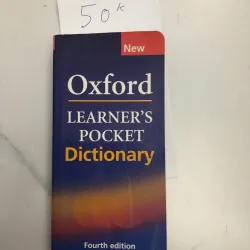 50k
New
Oxford
LEARNER'S
POCKET
Dictionary
Fourth edition